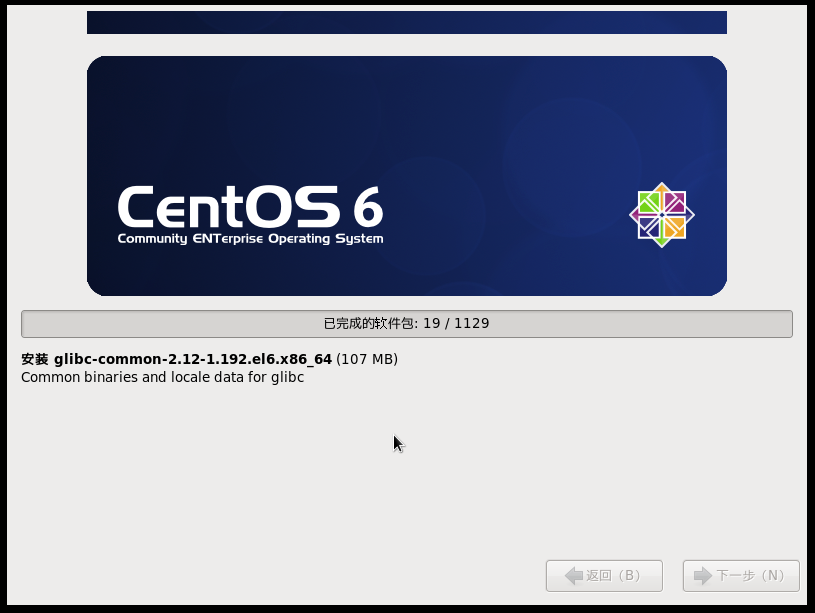 CentOS 6
Community ENTerprise Operating System
已完成的软件包: 19 / 1129
安装 glibc-common-2.12-1.192.el6.x86_64 (107 MB)
Common binaries and locale data for glibc
返回（B） 下一步（N）